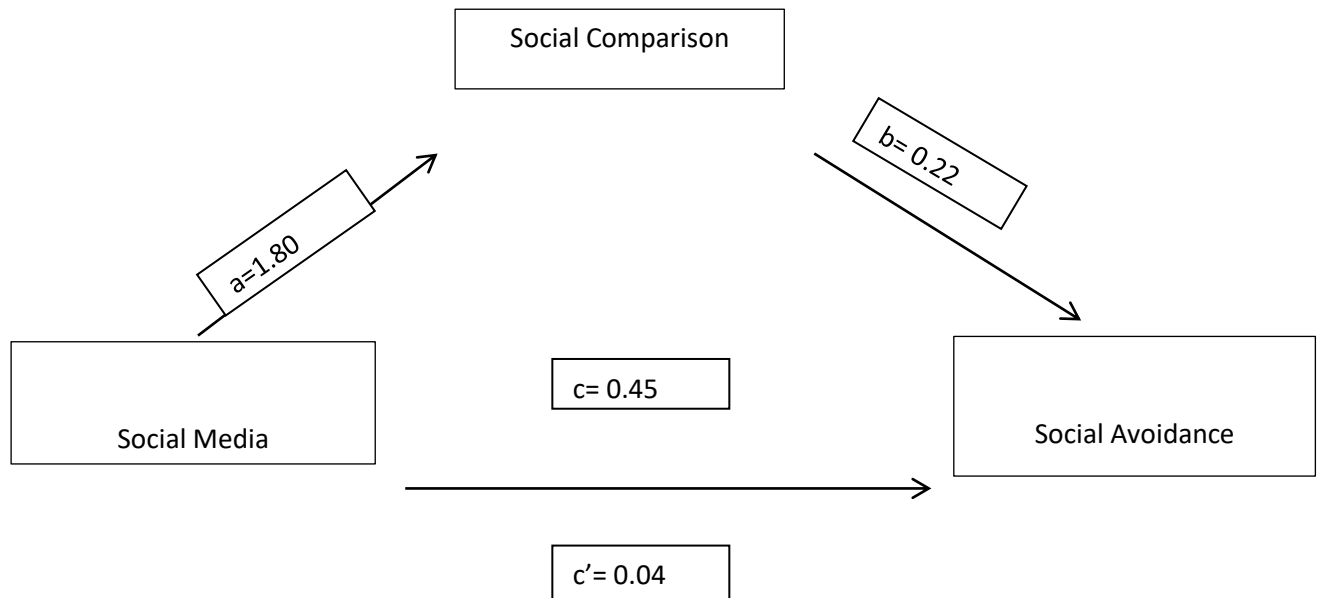 Social Comparison
b= 0.22
a=1.80
c= 0.45
Social Media
Social Avoidance
c’= 0.04